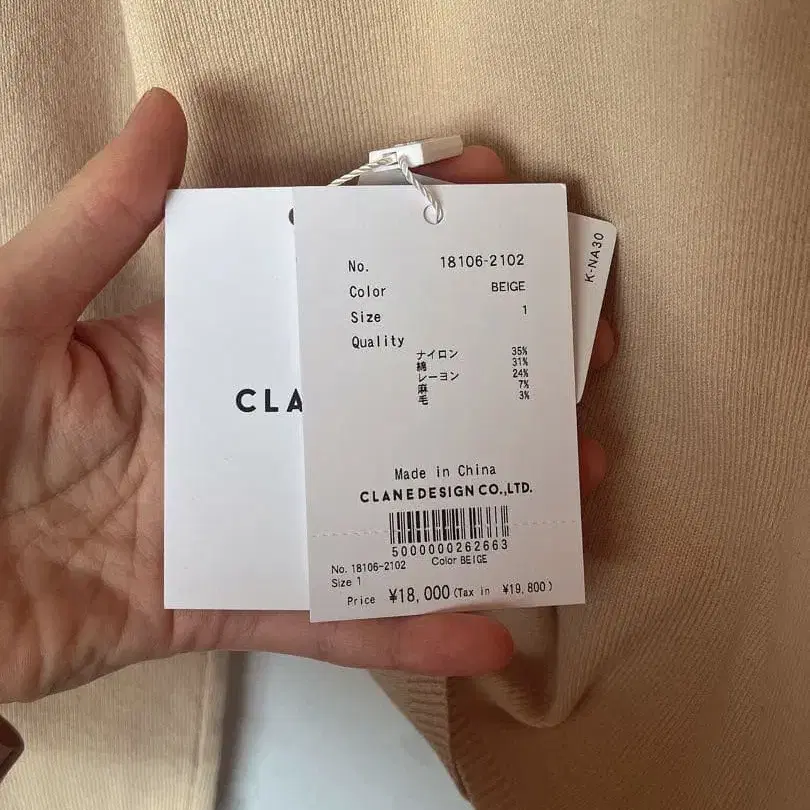 CLA
K-NA30
No. 18106-2102
Color BEIGE
Size 1
Quality
ナイロン 35%
綿 31%
レーヨン 24%
麻 7%
毛 3%
Made in China
CLANEDESIGN CO.,LTD.
5000000262663
No. 18106-2102 Color BEIGE
Size 1
Price ¥18,000(Tax in ¥19,800)